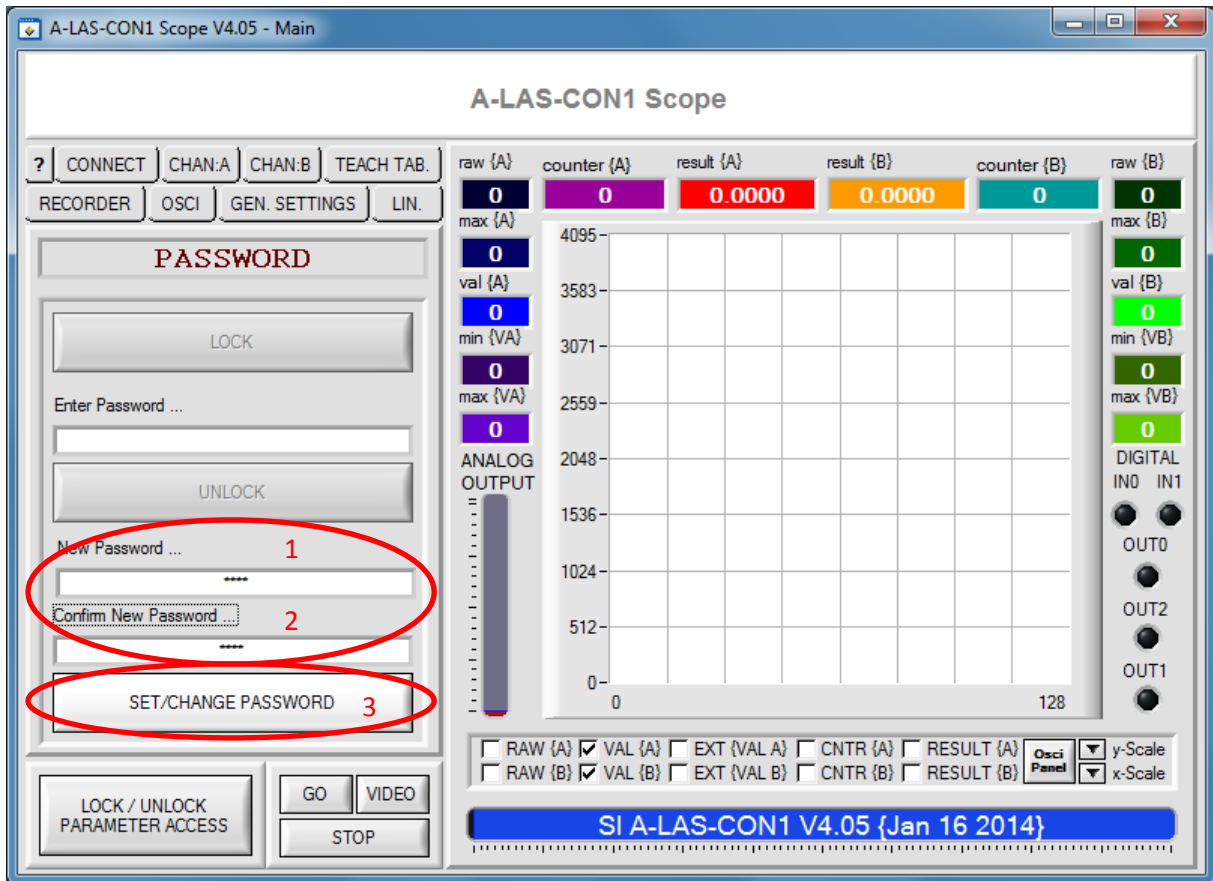 A-LAS-CON1 Scope V4.05 - Main
A-LAS-CON1 Scope
? CONNECT CHAN:A CHAN:B TEACH TAB.
RECORDER OSCI GEN. SETTINGS LIN.
PASSWORD
LOCK
Enter Password ...
UNLOCK
New Password ... 1
****
Confirm New Password ... 2
****
SET/CHANGE PASSWORD 3
LOCK / UNLOCK
PARAMETER ACCESS
GO VIDEO
STOP
raw {A} counter {A} result {A} result {B} counter {B} raw {B}
0 0 0.0000 0.0000 0 0
max {A}
0
val {A}
0
min {VA}
0
max {VA}
0
ANALOG
OUTPUT
4095
3583
3071
2559
2048
1536
1024
512
0
0 128
max {B}
0
val {B}
0
min {VB}
0
max {VB}
0
DIGITAL
IN0 IN1
OUT0
OUT2
OUT1
RAW {A} VAL {A} EXT {VAL A} CNTR {A} RESULT {A}
RAW {B} VAL {B} EXT {VAL B} CNTR {B} RESULT {B}
Osci
Panel
y-Scale
x-Scale
SI A-LAS-CON1 V4.05 {Jan 16 2014}